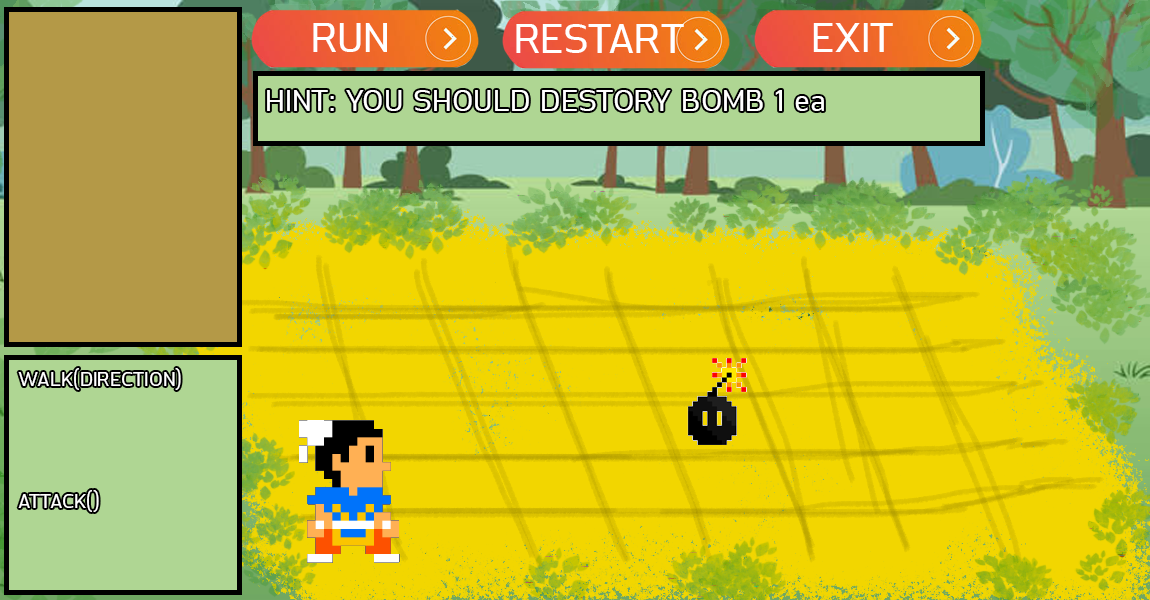 RUN
RESTART
EXIT
HINT: YOU SHOULD DESTORY BOMB 1 ea
WALK(DIRECTION)
ATTACK()